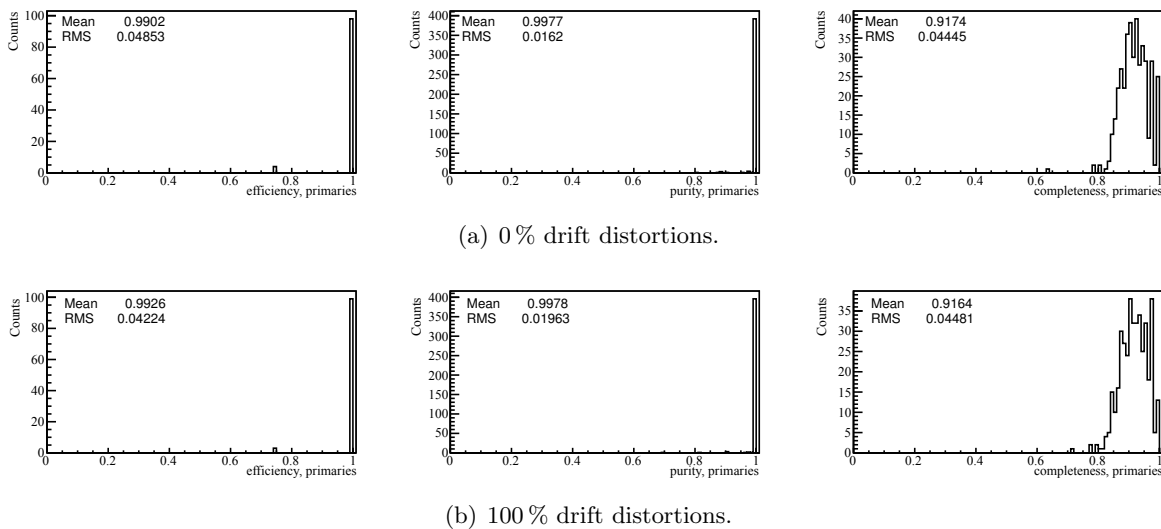 Counts
100
80
60
40
20
0
Mean 0.9902
RMS 0.04853
0 0.2 0.4 0.6 0.8 1
efficiency, primaries
Counts
400
350
300
250
200
150
100
50
0
Mean 0.9977
RMS 0.0162
0 0.2 0.4 0.6 0.8 1
purity, primaries
Counts
40
35
30
25
20
15
10
5
0
Mean 0.9174
RMS 0.04445
0 0.2 0.4 0.6 0.8 1
completeness, primaries
(a) 0 % drift distortions.
Counts
100
80
60
40
20
0
Mean 0.9926
RMS 0.04224
0 0.2 0.4 0.6 0.8 1
efficiency, primaries
Counts
400
350
300
250
200
150
100
50
0
Mean 0.9978
RMS 0.01963
0 0.2 0.4 0.6 0.8 1
purity, primaries
Counts
35
30
25
20
15
10
5
0
Mean 0.9164
RMS 0.04481
0 0.2 0.4 0.6 0.8 1
completeness, primaries
(b) 100 % drift distortions.